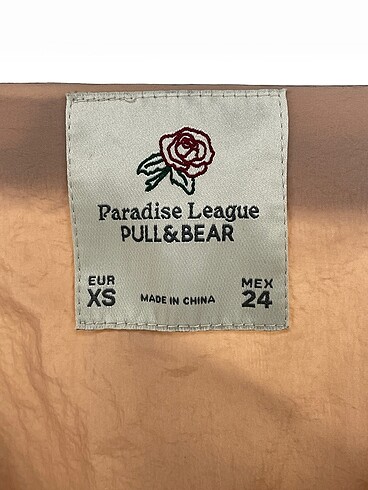 Paradise League
PULL&BEAR
EUR
XS
MADE IN CHINA
MEX
24